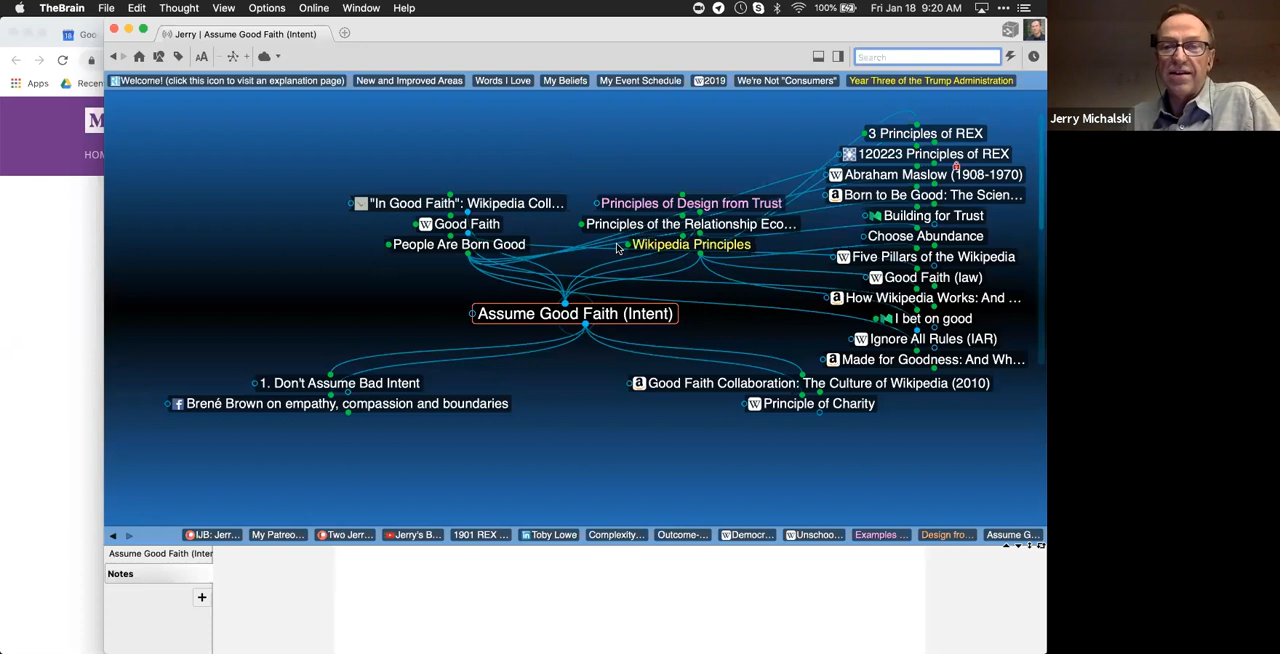 TheBrain File Edit Thought View Options Online Window Help 100% Fri Jan 18 9:20 AM
Goo
Jerry | Assume Good Faith (Intent)
AA
Search
Apps Recen
Welcome! (click this icon to visit an explanation page) New and Improved Areas Words I Love My Beliefs My Event Schedule 2019 We're Not "Consumers" Year Three of the Trump Administration
M
HOM
Jerry Michalski
3 Principles of REX
120223 Principles of REX
Abraham Maslow (1908-1970)
Born to Be Good: The Scien...
Building for Trust
Choose Abundance
Five Pillars of the Wikipedia
Good Faith (law)
How Wikipedia Works: And ...
I bet on good
Ignore All Rules (IAR)
Made for Goodness: And Wh...
"In Good Faith": Wikipedia Coll...
Good Faith
People Are Born Good
Principles of Design from Trust
Principles of the Relationship Eco...
Wikipedia Principles
Assume Good Faith (Intent)
1. Don't Assume Bad Intent
Brené Brown on empathy, compassion and boundaries
Good Faith Collaboration: The Culture of Wikipedia (2010)
Principle of Charity
IJB: Jerr... My Patreo... Two Jerr... Jerry's B... 1901 REX ... Toby Lowe Complexity... Outcome-... Democr... Unschoo... Examples ... Design fro... Assume G...
Assume Good Faith (Inten
Notes
+